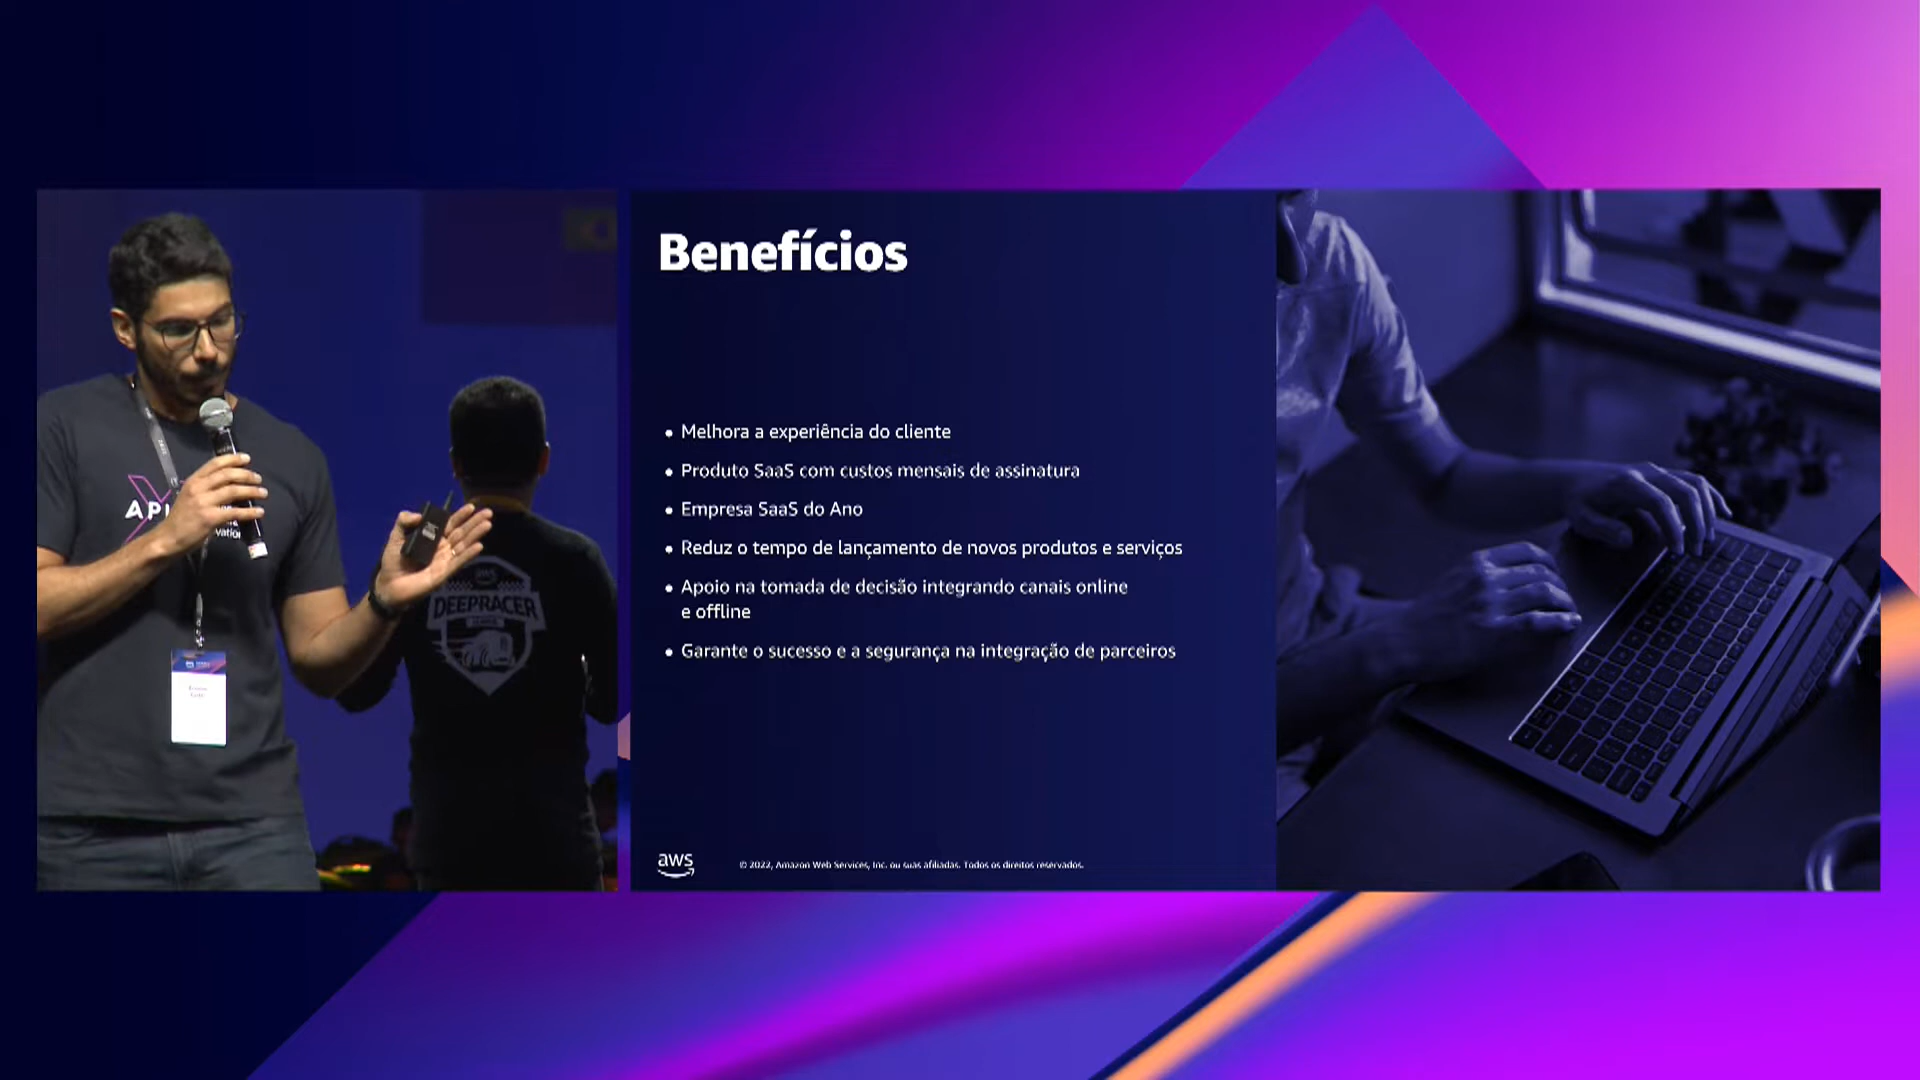 Benefícios
• Melhora a experiência do cliente
• Produto SaaS com custos mensais de assinatura
• Empresa SaaS do Ano
• Reduz o tempo de lançamento de novos produtos e serviços
• Apoio na tomada de decisão integrando canais online
e offline
• Garante o sucesso e a segurança na integração de parceiros
aws
© 2022, Amazon Web Services, Inc. ou suas afiliadas. Todos os direitos reservados.
aws
DEEPRACER